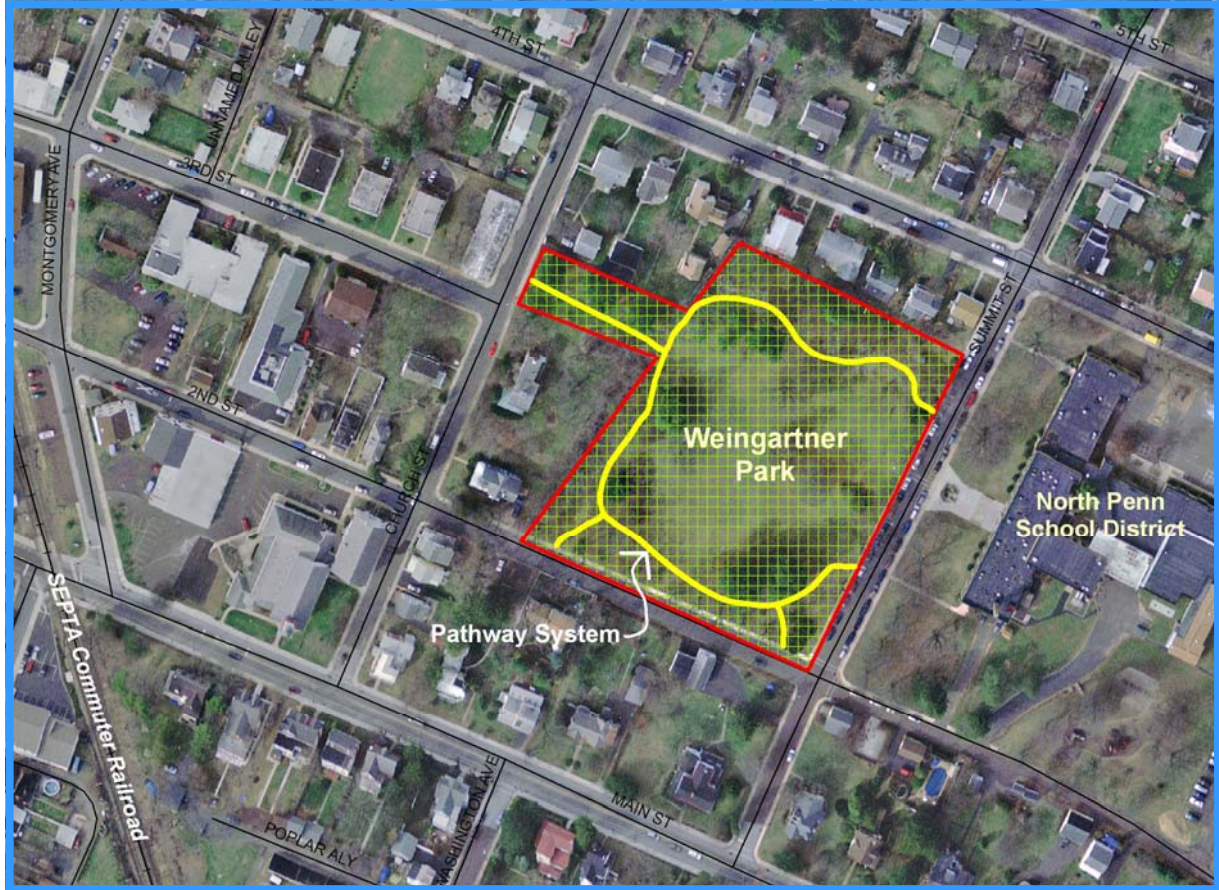 4TH ST
5TH ST
UNNAMED ALLEY
3RD ST
MONTGOMERY AVE
SUMMIT ST
2ND ST
CHURCH ST
Weingartner
Park
North Penn
School District
Pathway System
SEPTA Commuter Railroad
MAIN ST
WASHINGTON AVE
POPLAR ALY